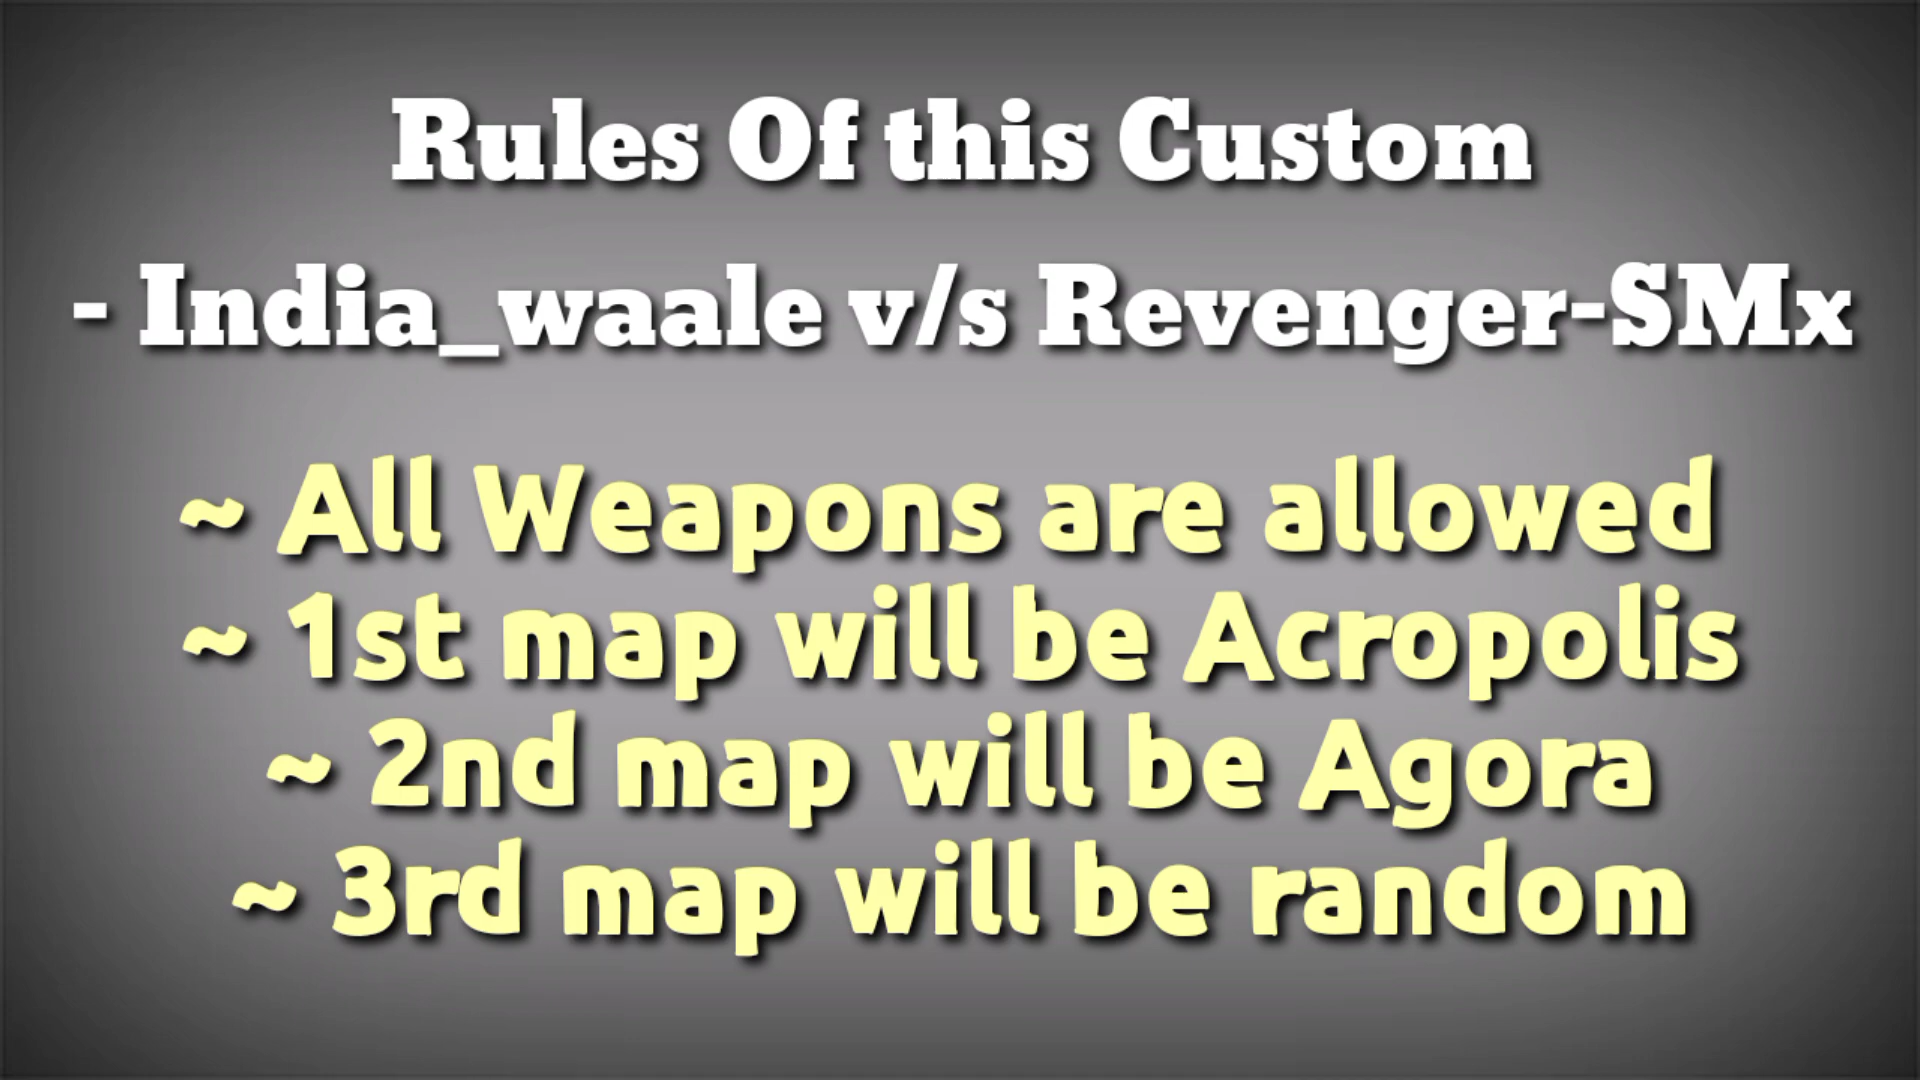 Rules Of this Custom
- India_waale v/s Revenger-SMx
~ All Weapons are allowed
~ 1st map will be Acropolis
~ 2nd map will be Agora
~ 3rd map will be random